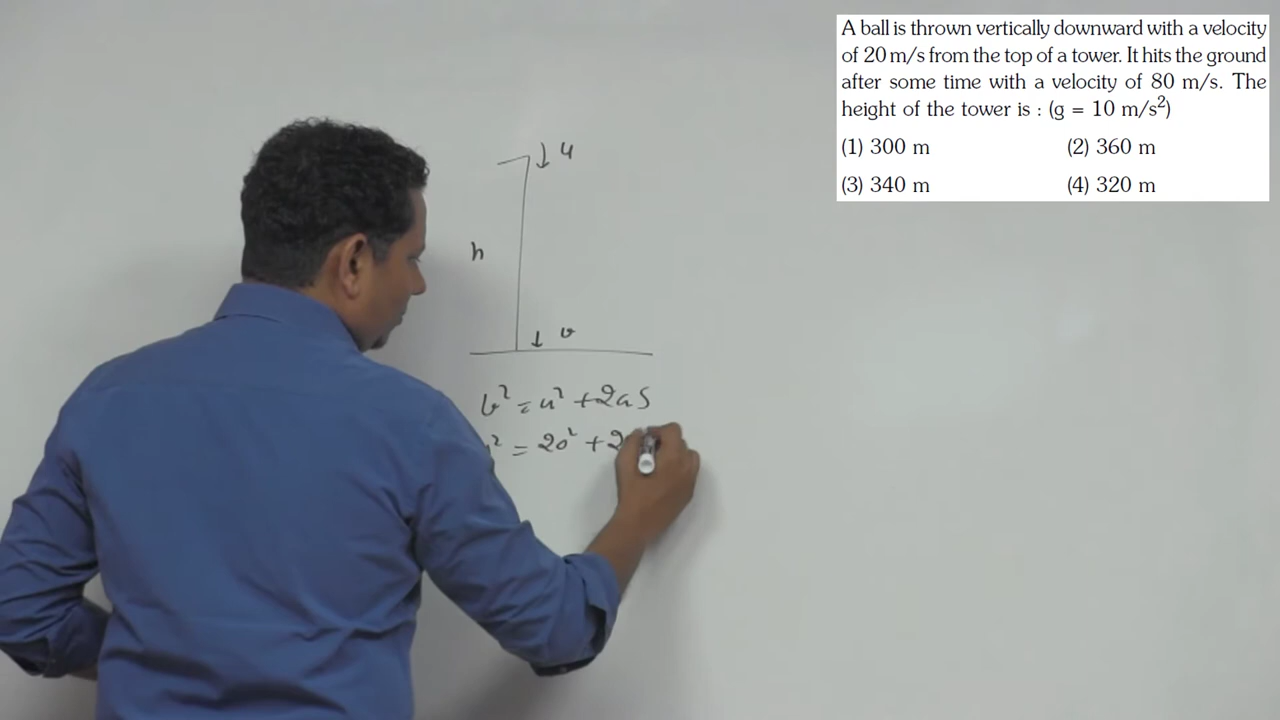 A ball is thrown vertically downward with a velocity
of 20 m/s from the top of a tower. It hits the ground
after some time with a velocity of 80 m/s. The
height of the tower is : (g = 10 m/s²)
(1) 300 m (2) 360 m
(3) 340 m (4) 320 m
u
h
v
v² = u² + 2as
² = 20² + 2